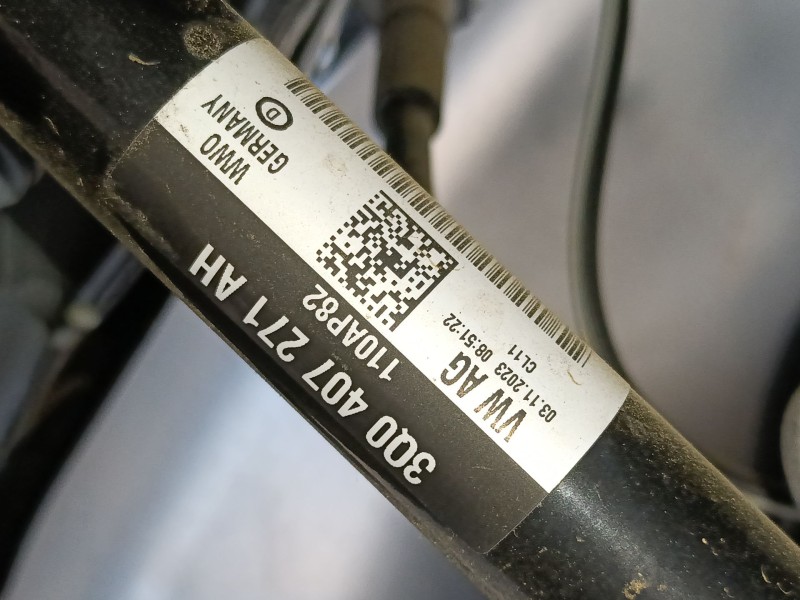 WWO
GERMANY
D
VW AG
03.11.2023 08:51:22
CL11
110AP82
3Q0 407 271 AH